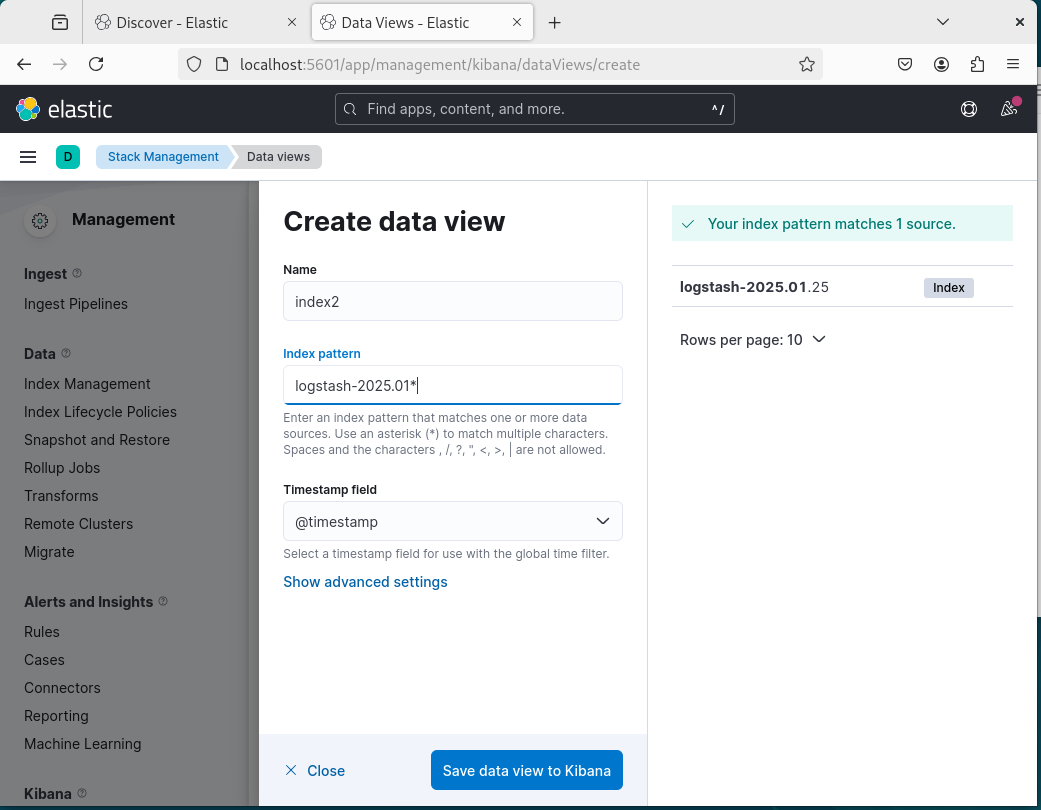 Discover - Elastic
Data Views - Elastic
localhost:5601/app/management/kibana/dataViews/create
elastic
Find apps, content, and more.
^/
D
Stack Management
Data views
Management
Ingest
Ingest Pipelines
Data
Index Management
Index Lifecycle Policies
Snapshot and Restore
Rollup Jobs
Transforms
Remote Clusters
Migrate
Alerts and Insights
Rules
Cases
Connectors
Reporting
Machine Learning
Kibana
Create data view
Name
index2
Index pattern
logstash-2025.01*
Enter an index pattern that matches one or more data
sources. Use an asterisk (*) to match multiple characters.
Spaces and the characters , /, ?, ", <, >, | are not allowed.
Timestamp field
@timestamp
Select a timestamp field for use with the global time filter.
Show advanced settings
Close
Save data view to Kibana
Your index pattern matches 1 source.
logstash-2025.01.25
Index
Rows per page: 10